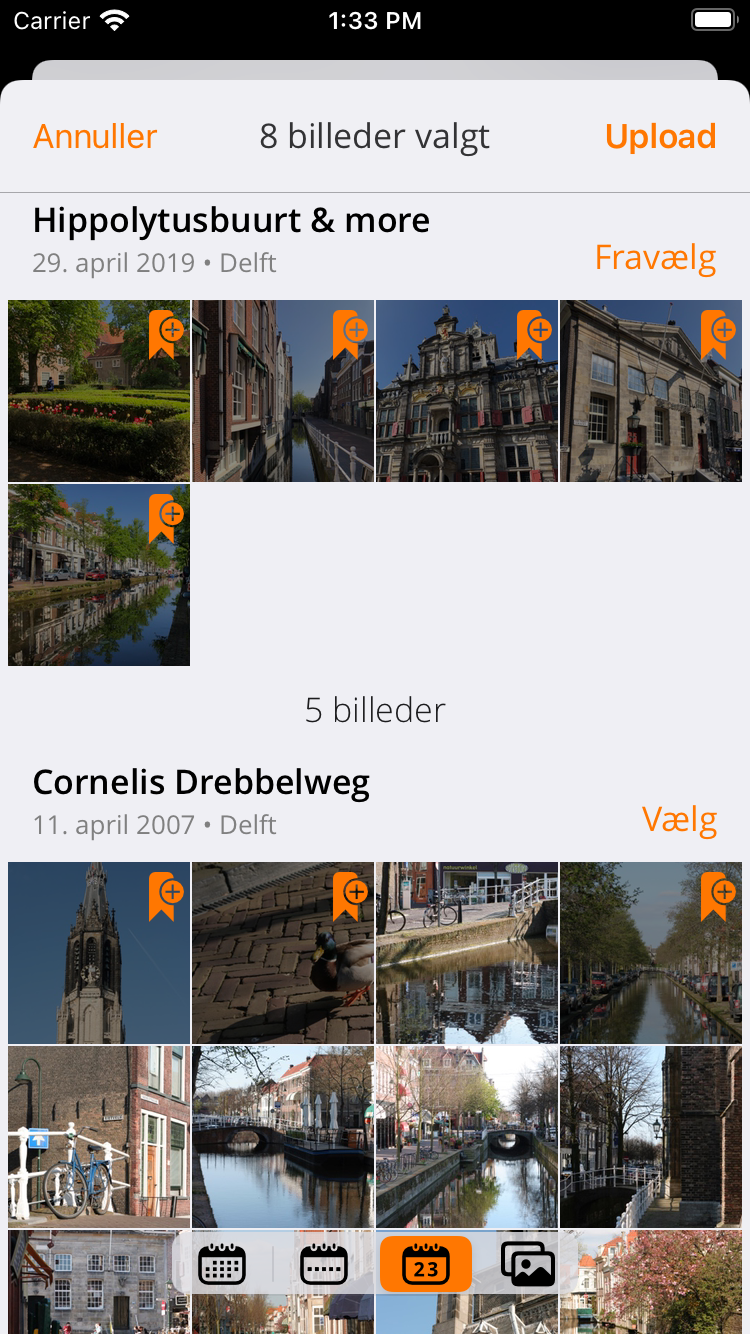 Carrier 1:33 PM
Annuller 8 billeder valgt Upload
Hippolytusbuurt & more
29. april 2019 • Delft Fravælg
5 billeder
Cornelis Drebbelweg
11. april 2007 • Delft Vælg
23